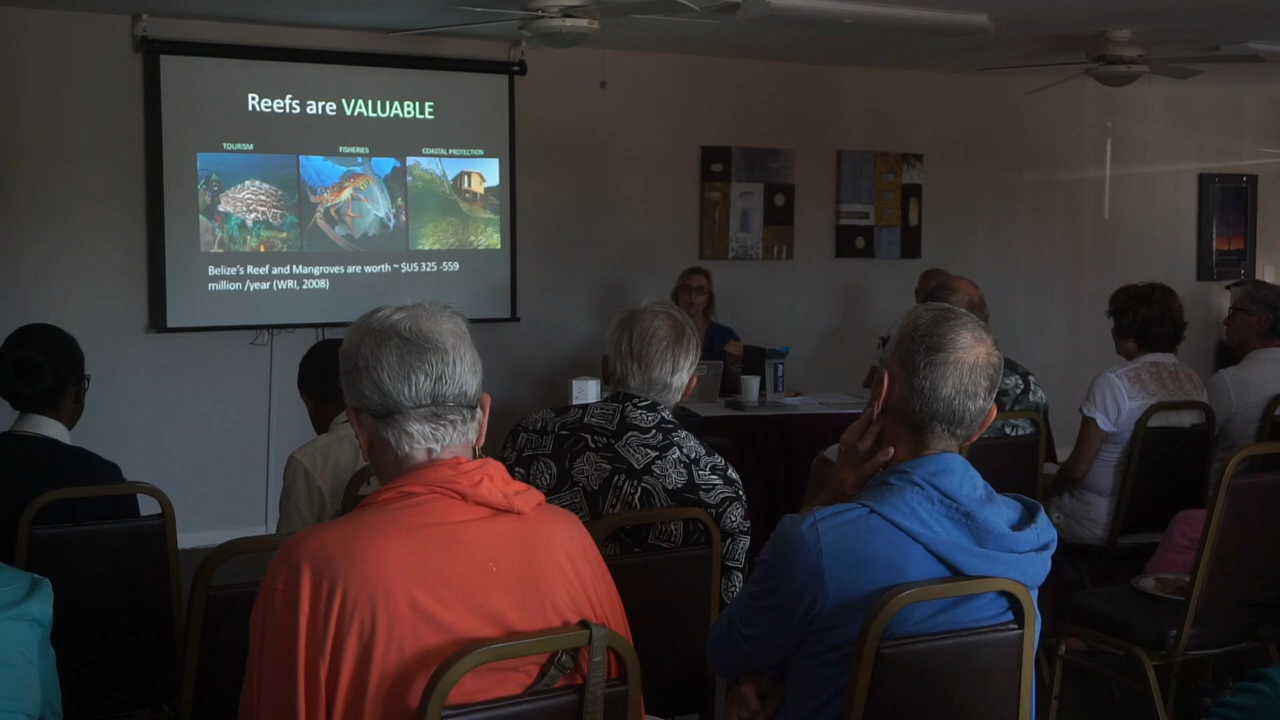 Reefs are VALUABLE
TOURISM
FISHERIES
COASTAL PROTECTION
Belize's Reef and Mangroves are worth ~ $US 325 -559
million /year (WRI, 2008)